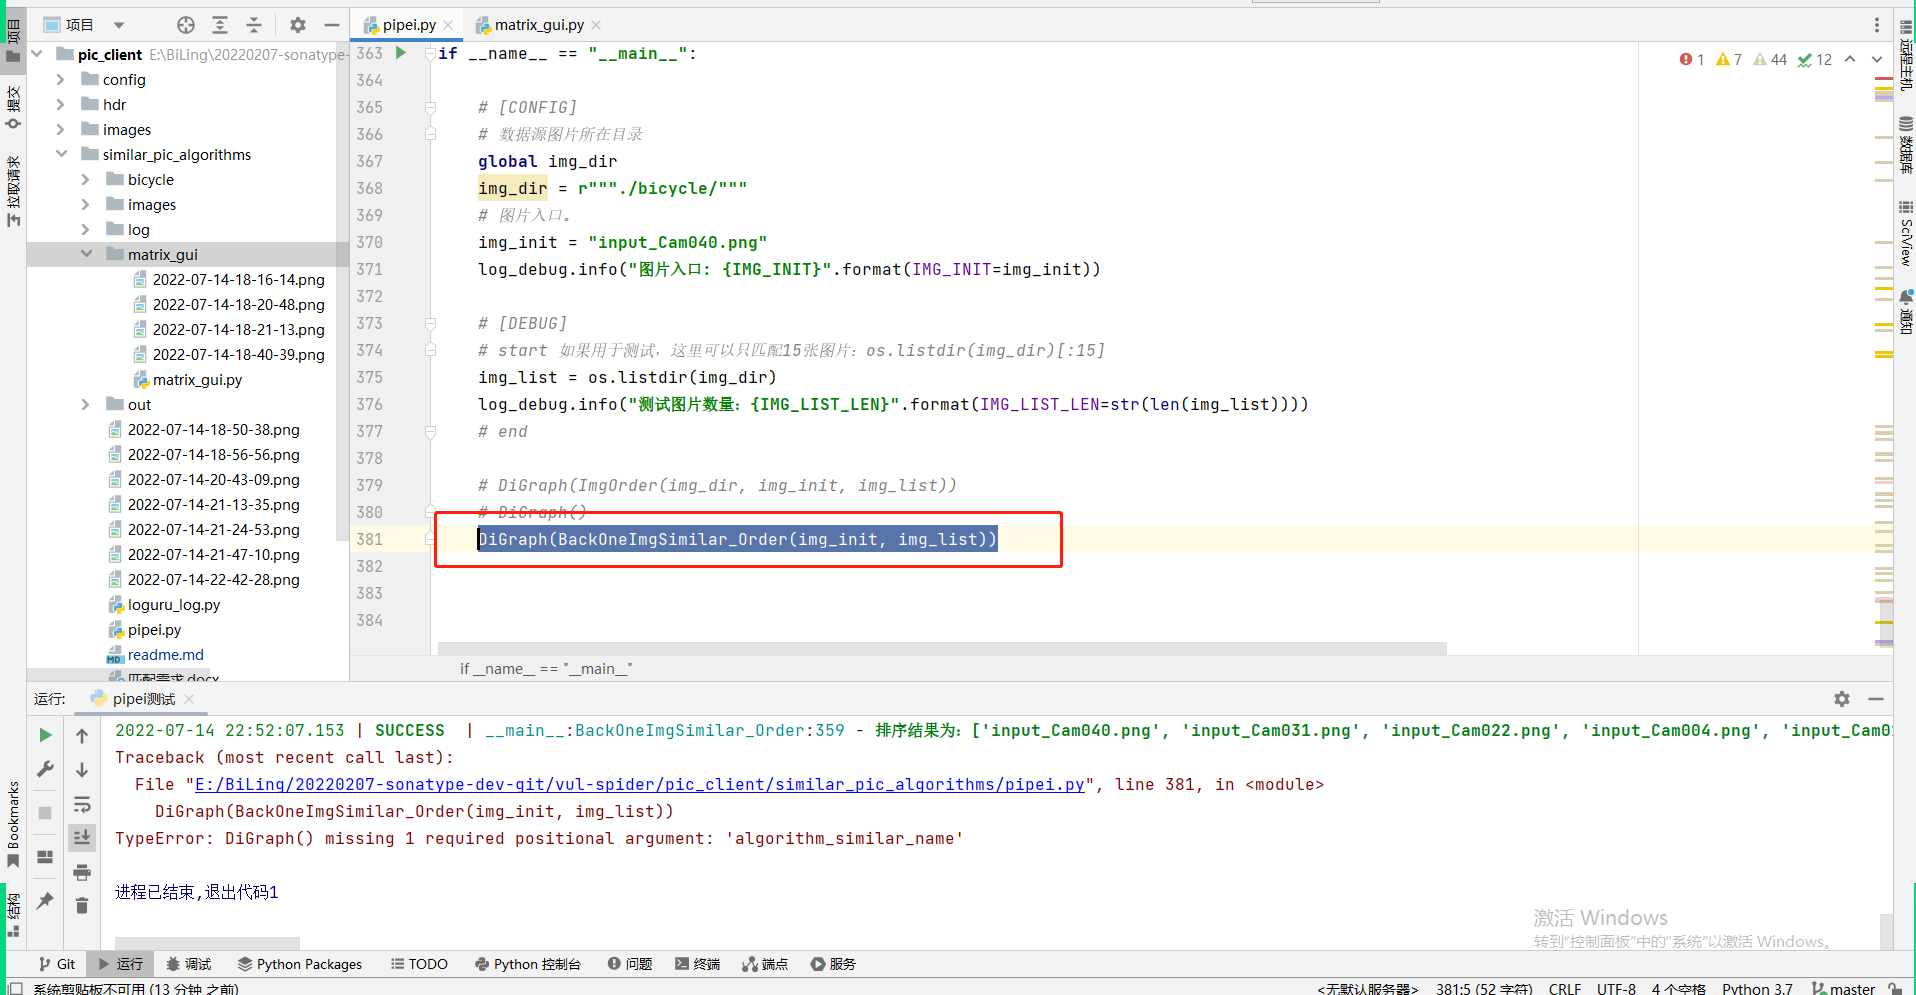 项目
pipei.py
matrix_gui.py
项目
提交
拉取请求
Bookmarks
结构
pic_client E:\BiLing\20220207-sonatype-
config
hdr
images
similar_pic_algorithms
bicycle
images
log
matrix_gui
2022-07-14-18-16-14.png
2022-07-14-18-20-48.png
2022-07-14-18-21-13.png
2022-07-14-18-40-39.png
matrix_gui.py
out
2022-07-14-18-50-38.png
2022-07-14-18-56-56.png
2022-07-14-20-43-09.png
2022-07-14-21-13-35.png
2022-07-14-21-24-53.png
2022-07-14-21-47-10.png
2022-07-14-22-42-28.png
loguru_log.py
pipei.py
readme.md
匹配需求.docx
363 if __name__ == "__main__":
364
365 # [CONFIG]
366 # 数据源图片所在目录
367 global img_dir
368 img_dir = r"""./bicycle/"""
369 # 图片入口。
370 img_init = "input_Cam040.png"
371 log_debug.info("图片入口: {IMG_INIT}".format(IMG_INIT=img_init))
372
373 # [DEBUG]
374 # start 如果用于测试，这里可以只匹配15张图片：os.listdir(img_dir)[:15]
375 img_list = os.listdir(img_dir)
376 log_debug.info("测试图片数量：{IMG_LIST_LEN}".format(IMG_LIST_LEN=str(len(img_list))))
377 # end
378
379 # DiGraph(ImgOrder(img_dir, img_init, img_list))
380 # DiGraph()
381 DiGraph(BackOneImgSimilar_Order(img_init, img_list))
382
383
384
1 7 44 12
if __name__ == "__main__"
远程主机
数据库
SciView
通知
运行: pipei测试
2022-07-14 22:52:07.153 | SUCCESS | __main__:BackOneImgSimilar_Order:359 - 排序结果为：['input_Cam040.png', 'input_Cam031.png', 'input_Cam022.png', 'input_Cam004.png', 'input_Cam0
Traceback (most recent call last):
File "E:/BiLing/20220207-sonatype-dev-git/vul-spider/pic_client/similar_pic_algorithms/pipei.py", line 381, in <module>
DiGraph(BackOneImgSimilar_Order(img_init, img_list))
TypeError: DiGraph() missing 1 required positional argument: 'algorithm_similar_name'
进程已结束,退出代码1
激活 Windows
转到"控制面板"中的"系统"以激活 Windows。
Git 运行 调试 Python Packages TODO Python 控制台 问题 终端 端点 服务
系统剪贴板不可用 (13 分钟 之前) <无默认服务器> 381:5 (52 字符) CRLF UTF-8 4 个空格 Python 3.7 master